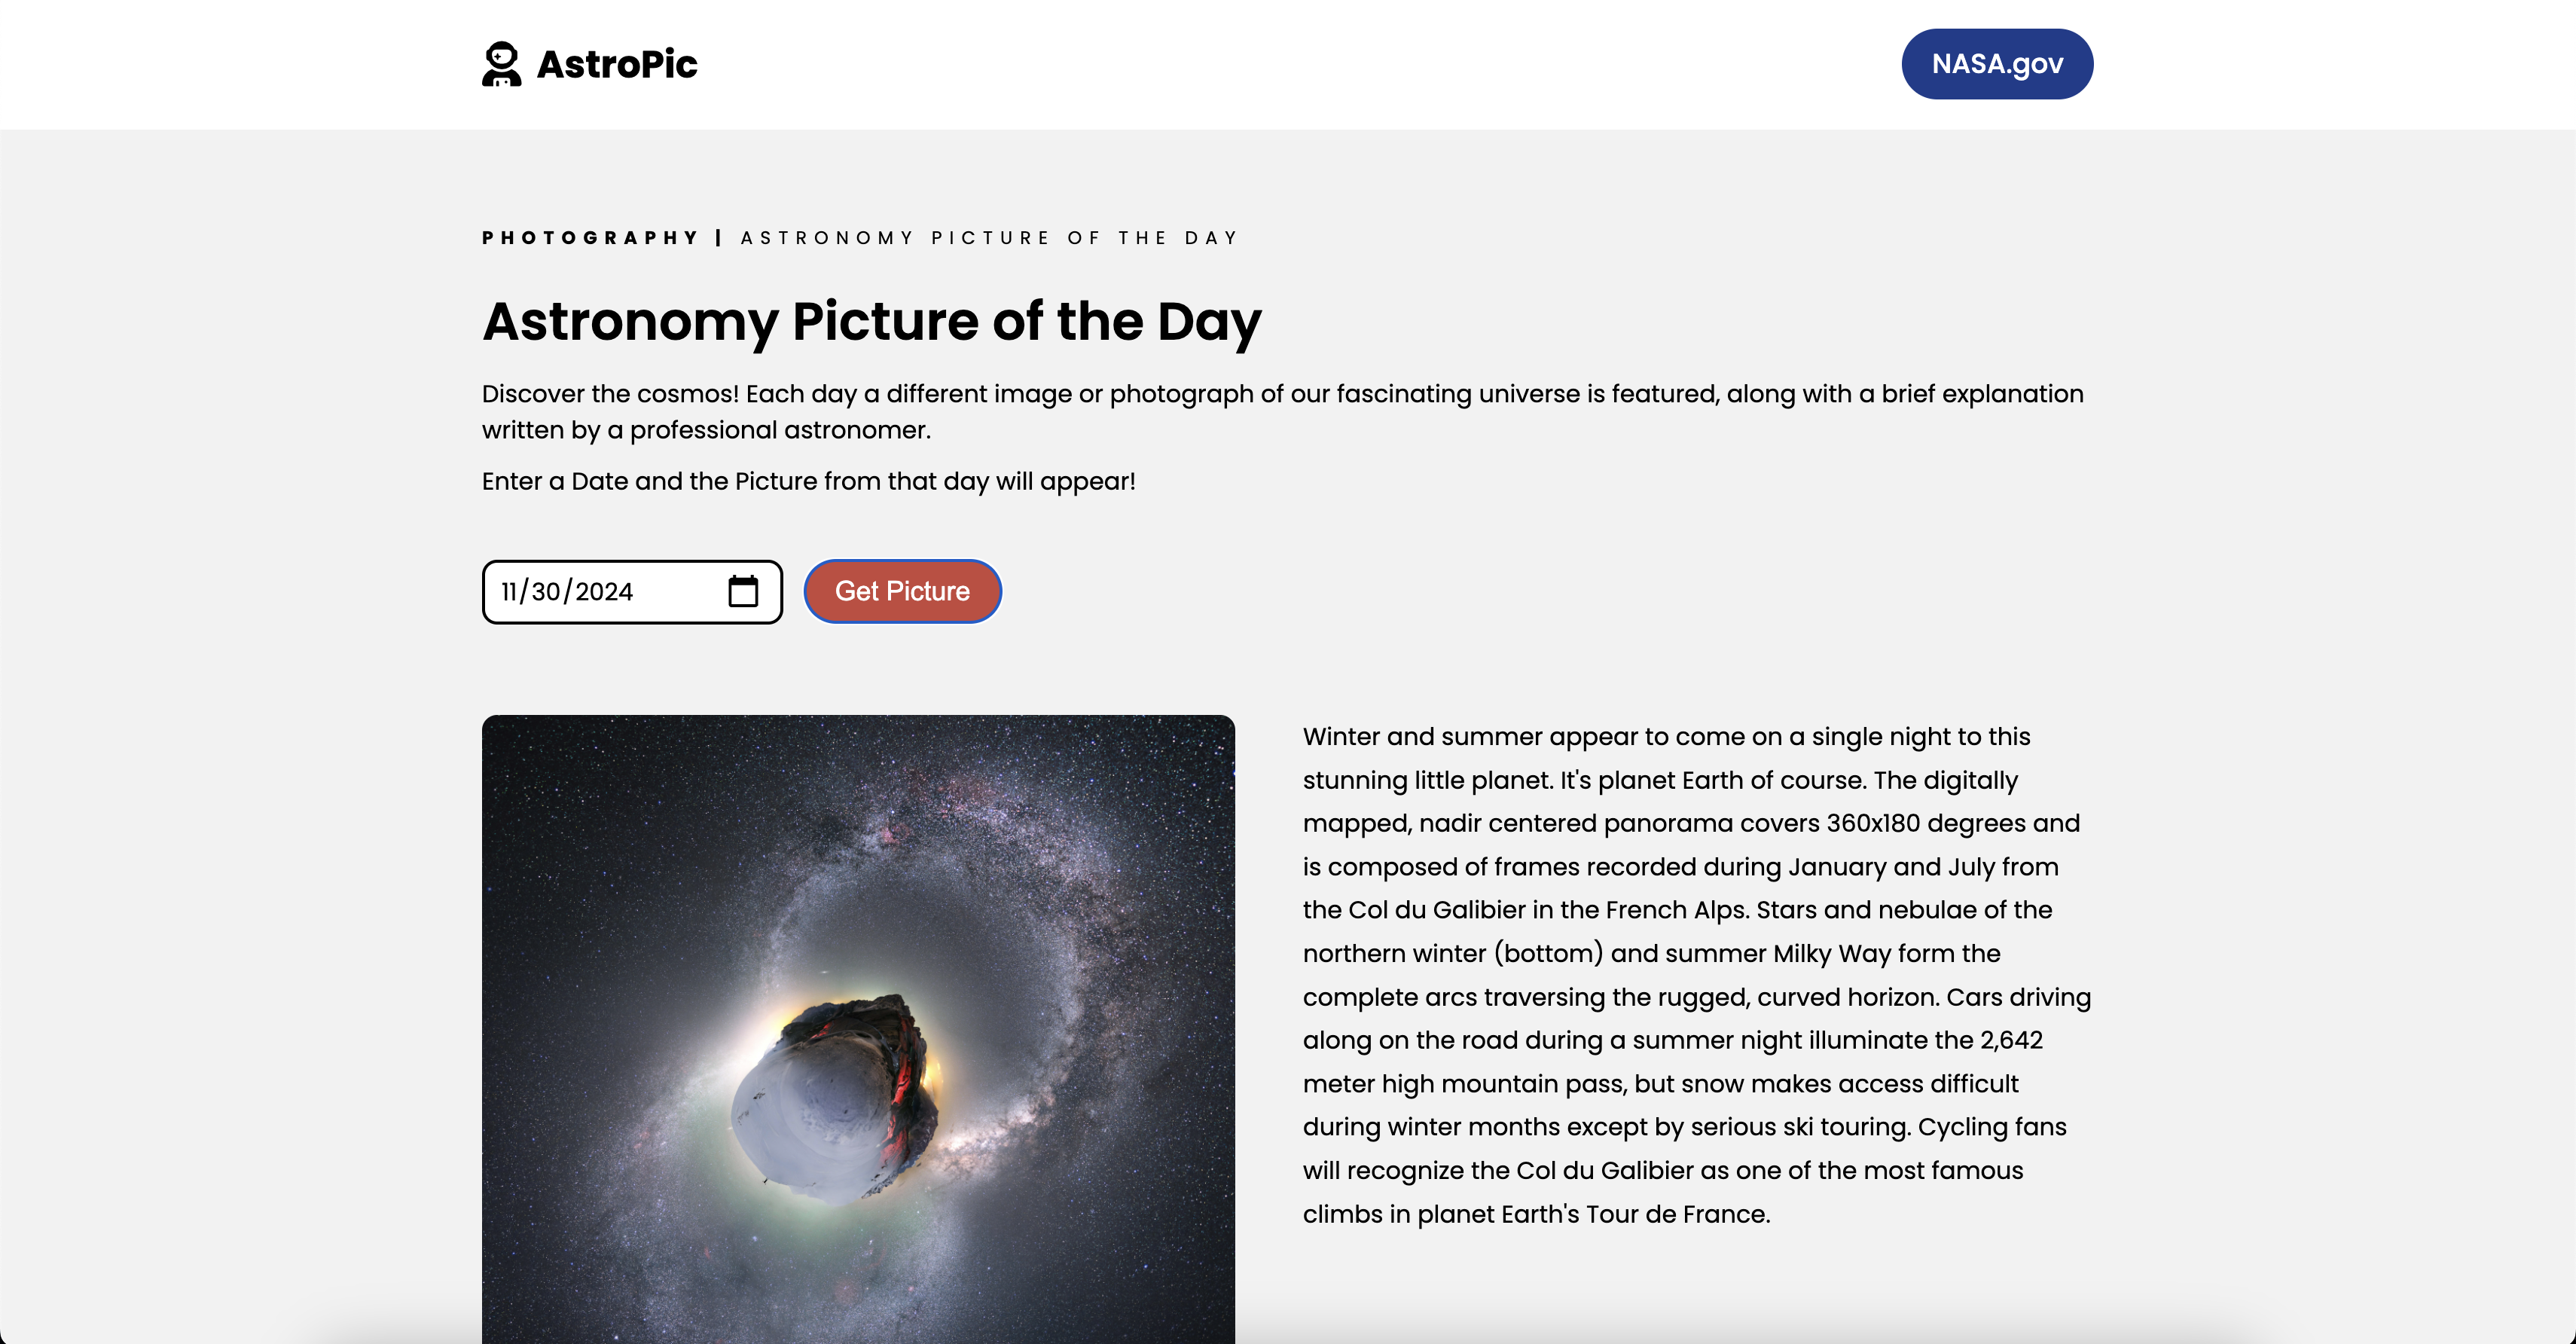 AstroPic
NASA.gov
PHOTOGRAPHY | ASTRONOMY PICTURE OF THE DAY
Astronomy Picture of the Day
Discover the cosmos! Each day a different image or photograph of our fascinating universe is featured, along with a brief explanation
written by a professional astronomer.
Enter a Date and the Picture from that day will appear!
11/30/2024
Get Picture
Winter and summer appear to come on a single night to this
stunning little planet. It's planet Earth of course. The digitally
mapped, nadir centered panorama covers 360x180 degrees and
is composed of frames recorded during January and July from
the Col du Galibier in the French Alps. Stars and nebulae of the
northern winter (bottom) and summer Milky Way form the
complete arcs traversing the rugged, curved horizon. Cars driving
along on the road during a summer night illuminate the 2,642
meter high mountain pass, but snow makes access difficult
during winter months except by serious ski touring. Cycling fans
will recognize the Col du Galibier as one of the most famous
climbs in planet Earth's Tour de France.